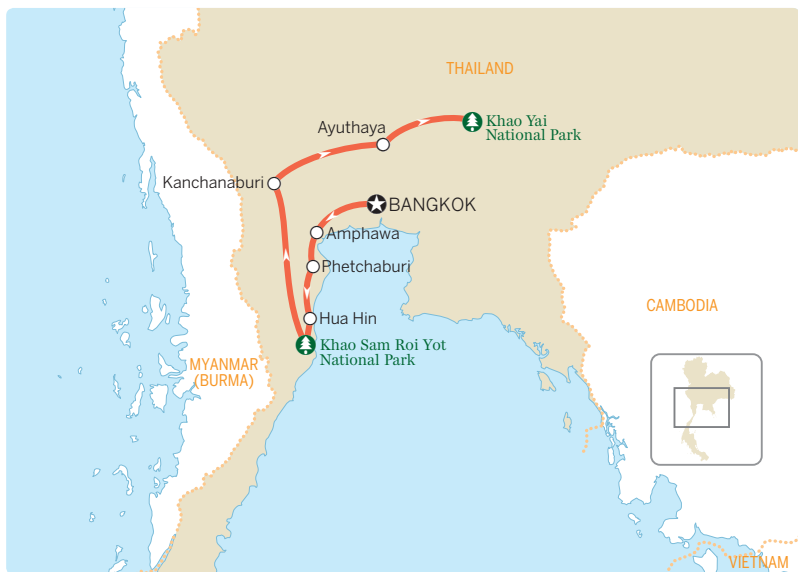 THAILAND
Khao Yai
National Park
Ayuthaya
Kanchanaburi
BANGKOK
Amphawa
Phetchaburi
Hua Hin
Khao Sam Roi Yot
National Park
MYANMAR
(BURMA)
CAMBODIA
VIETNAM